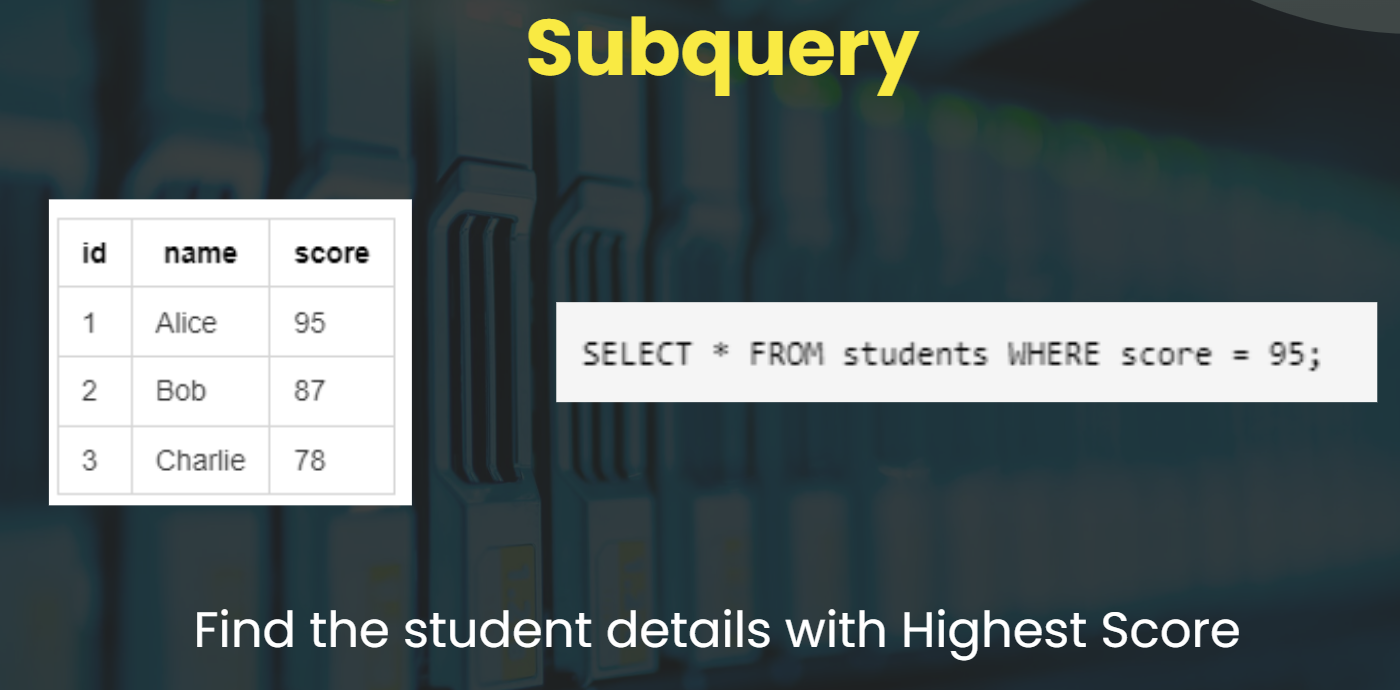 Subquery
id name score
1 Alice 95
2 Bob 87
3 Charlie 78
SELECT * FROM students WHERE score = 95;
Find the student details with Highest Score